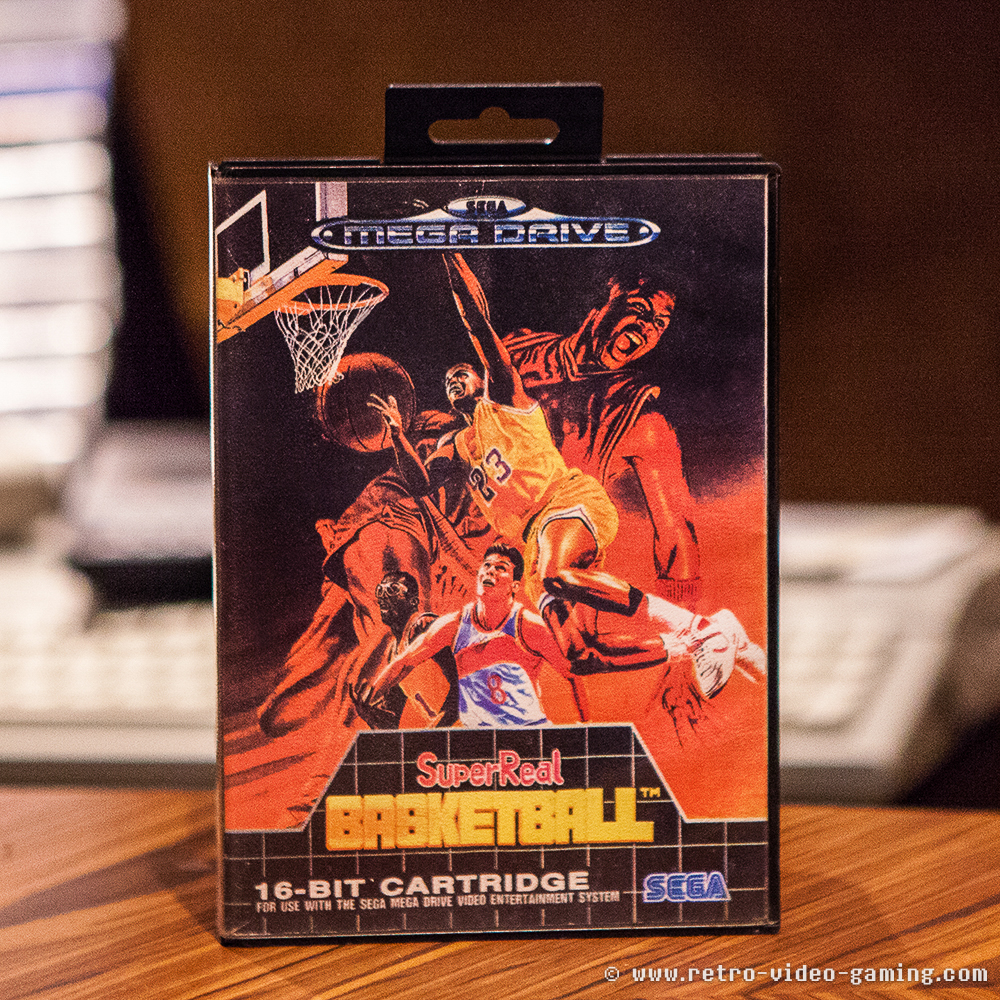 SEGA
MEGA DRIVE
23
8
1
SuperReal
BASKETBALL™
16-BIT CARTRIDGE
FOR USE WITH THE SEGA MEGA DRIVE VIDEO ENTERTAINMENT SYSTEM
SEGA
© www.retro-video-gaming.com